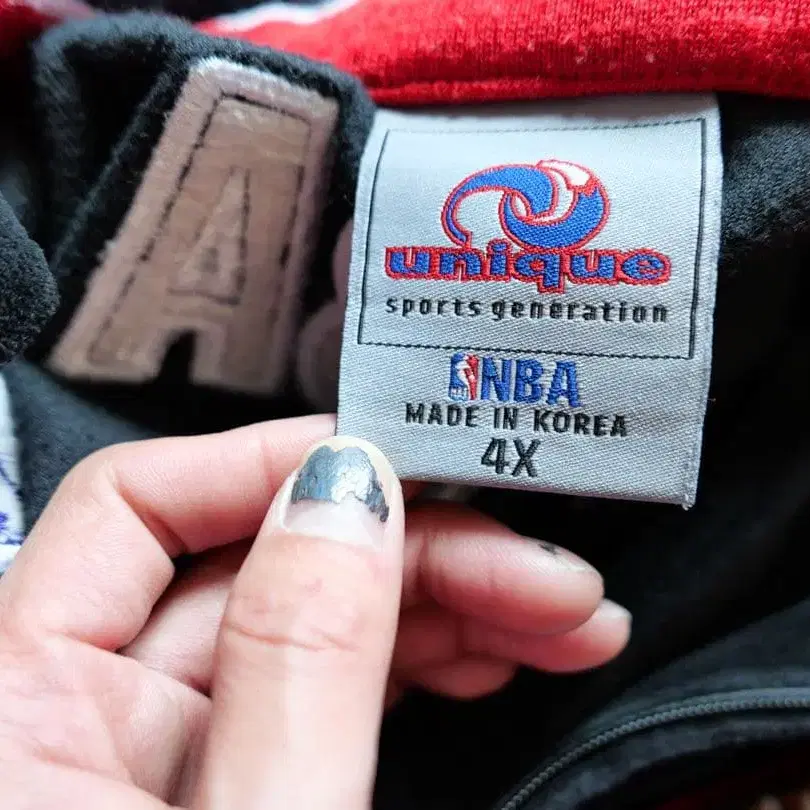 A
unique
sports generation
NBA
MADE IN KOREA
4X